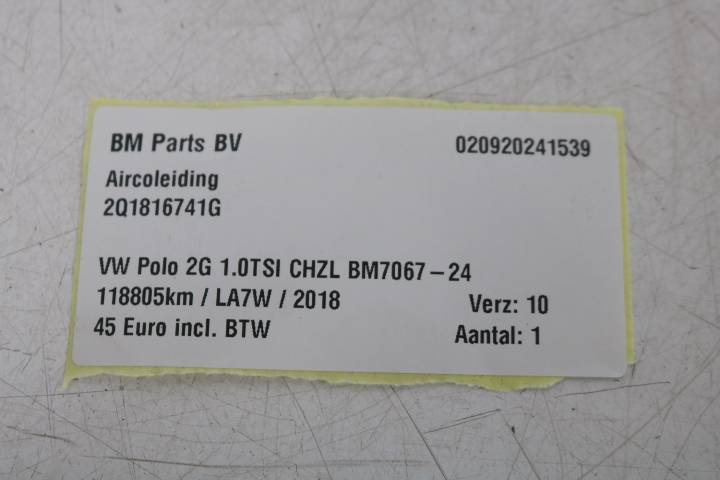 BM Parts BV 020920241539
Aircoleiding
2Q1816741G
VW Polo 2G 1.0TSI CHZL BM7067-24
118805km / LA7W / 2018 Verz: 10
45 Euro incl. BTW Aantal: 1